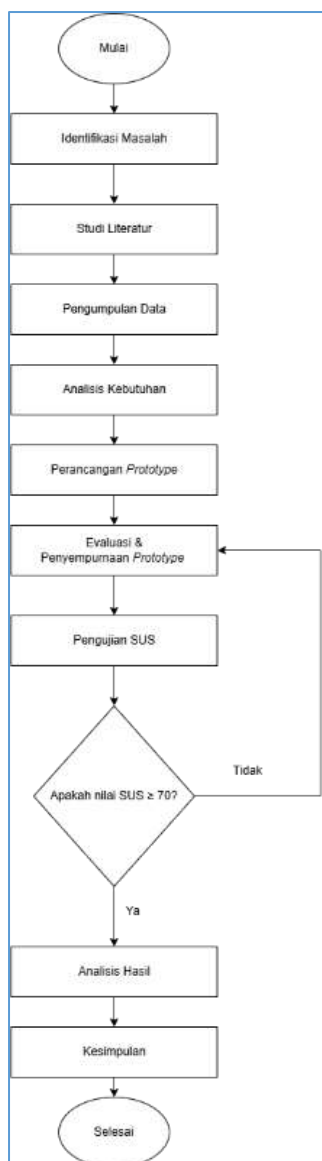 Mulai
Identifikasi Masalah
Studi Literatur
Pengumpulan Data
Analisis Kebutuhan
Perancangan Prototype
Evaluasi &
Penyempurnaan Prototype
Pengujian SUS
Apakah nilai SUS ≥ 70?
Tidak
Ya
Analisis Hasil
Kesimpulan
Selesai